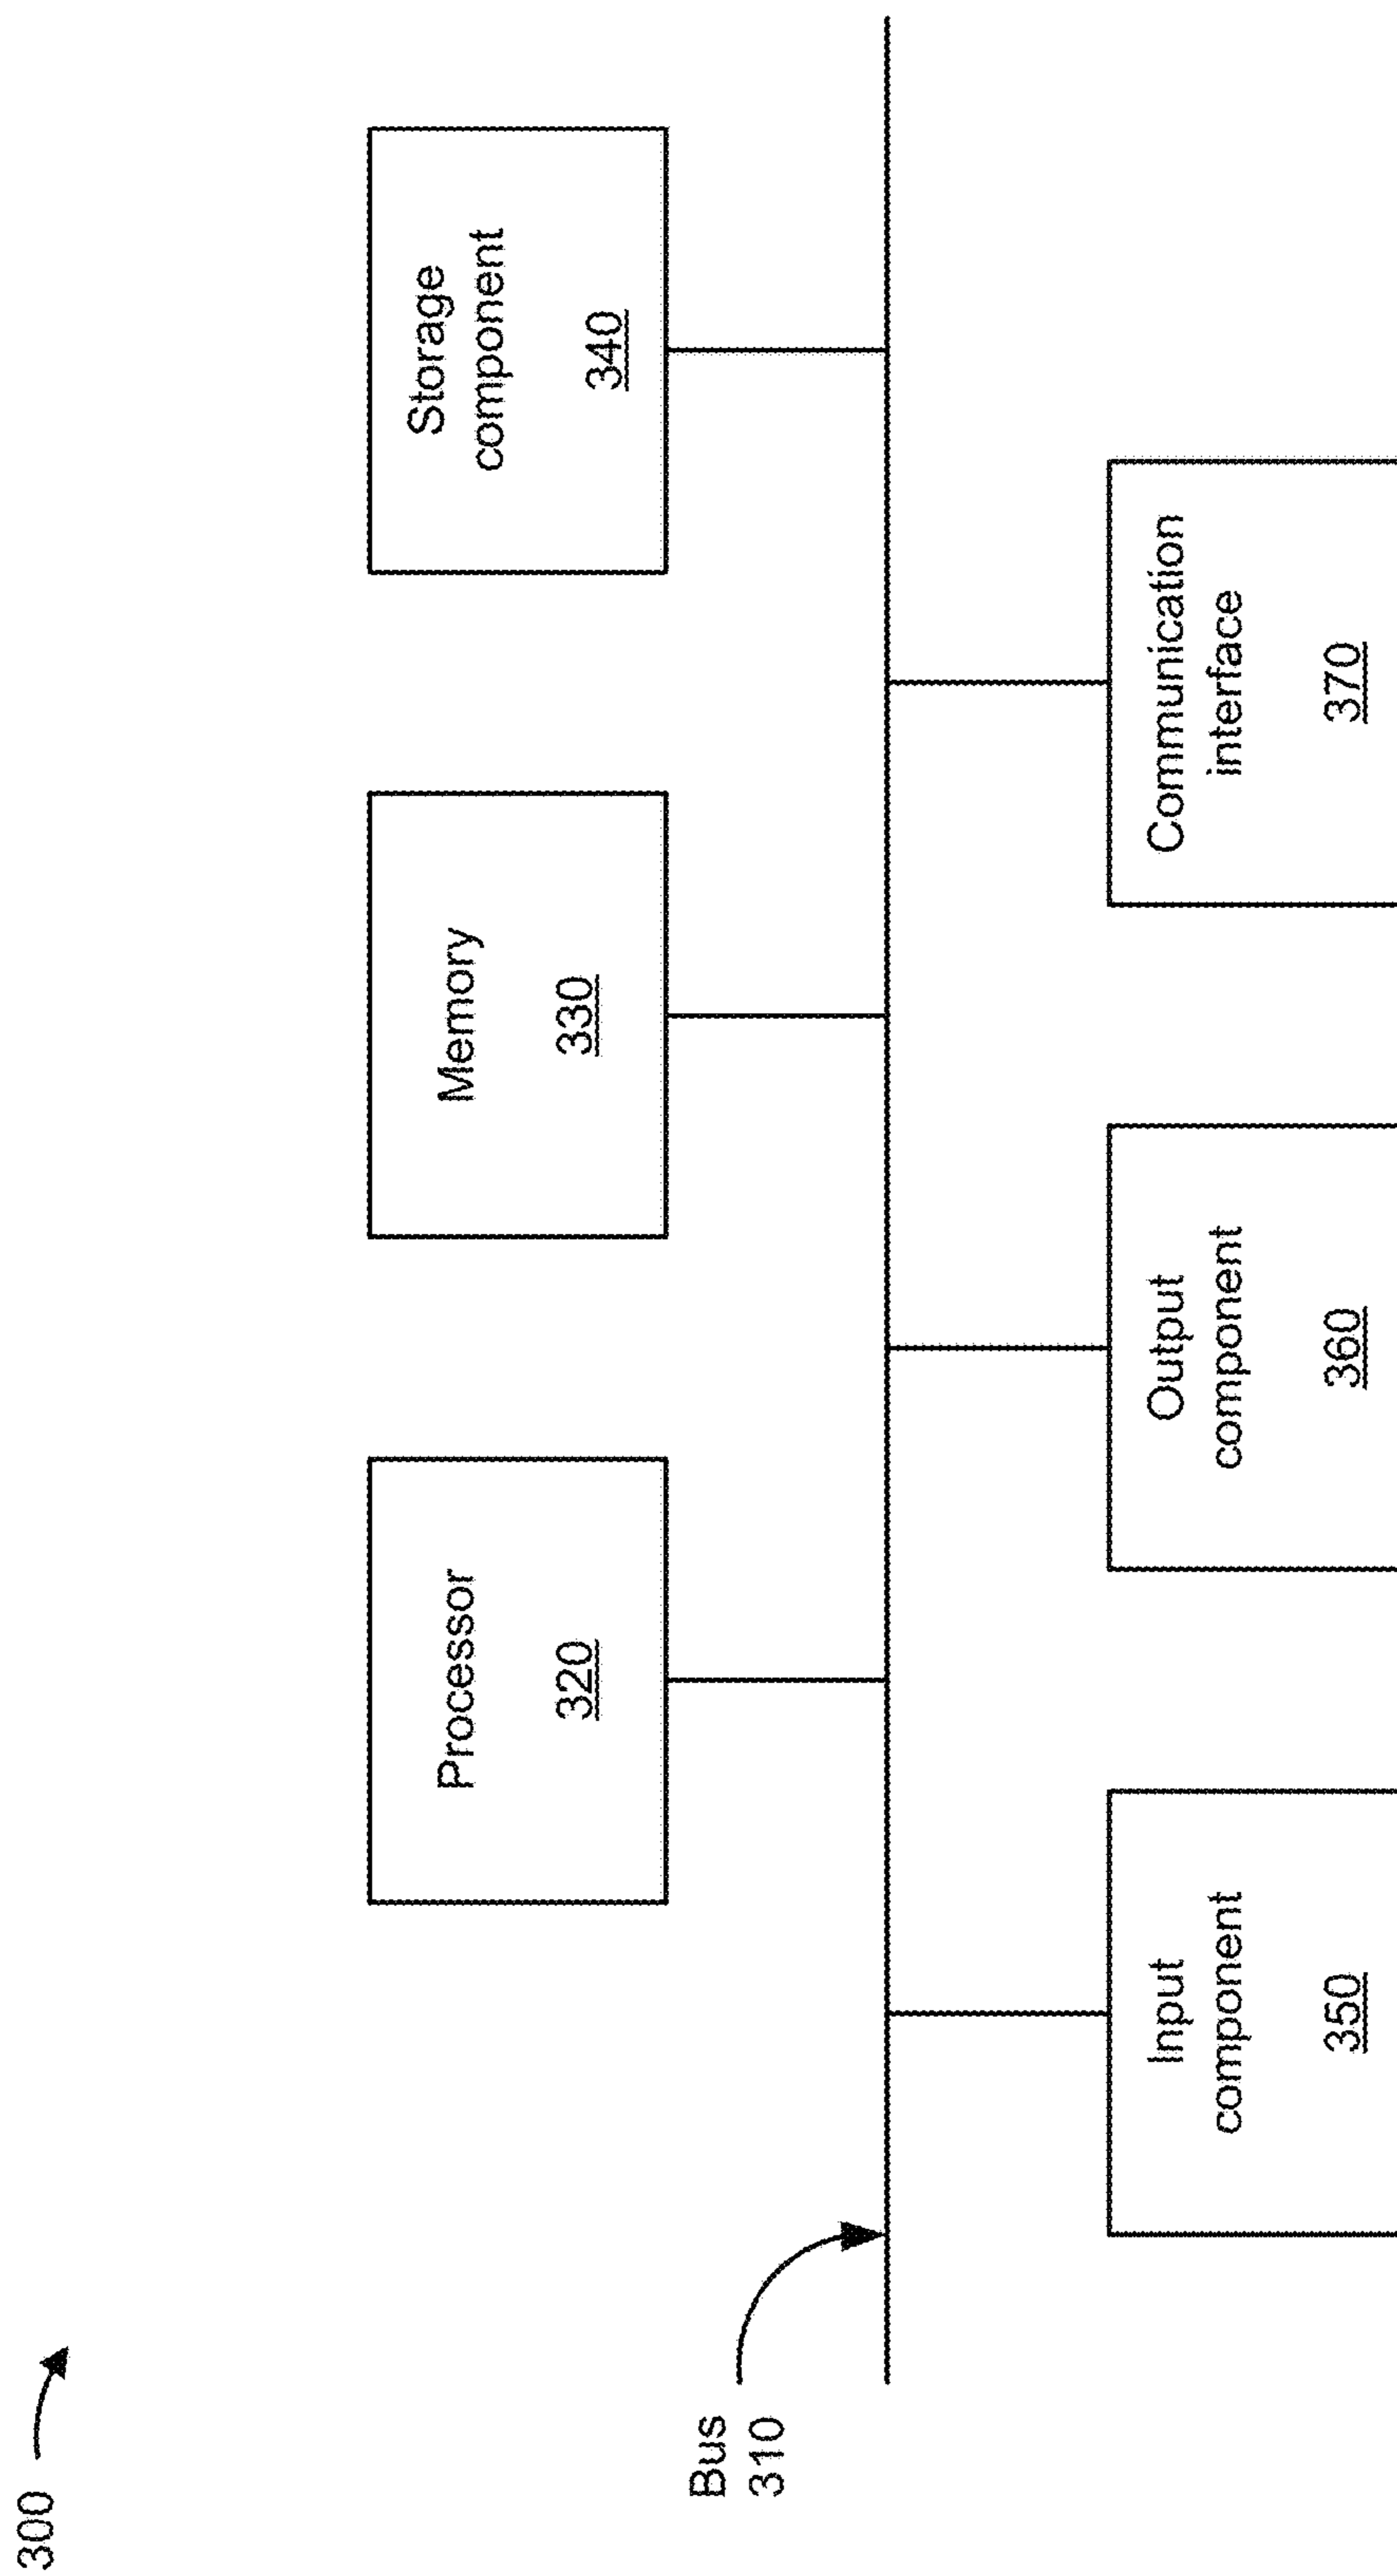 300
Processor
320
Memory
330
Storage
component
340
Bus
310
Input
component
350
Output
component
360
Communication
interface
370